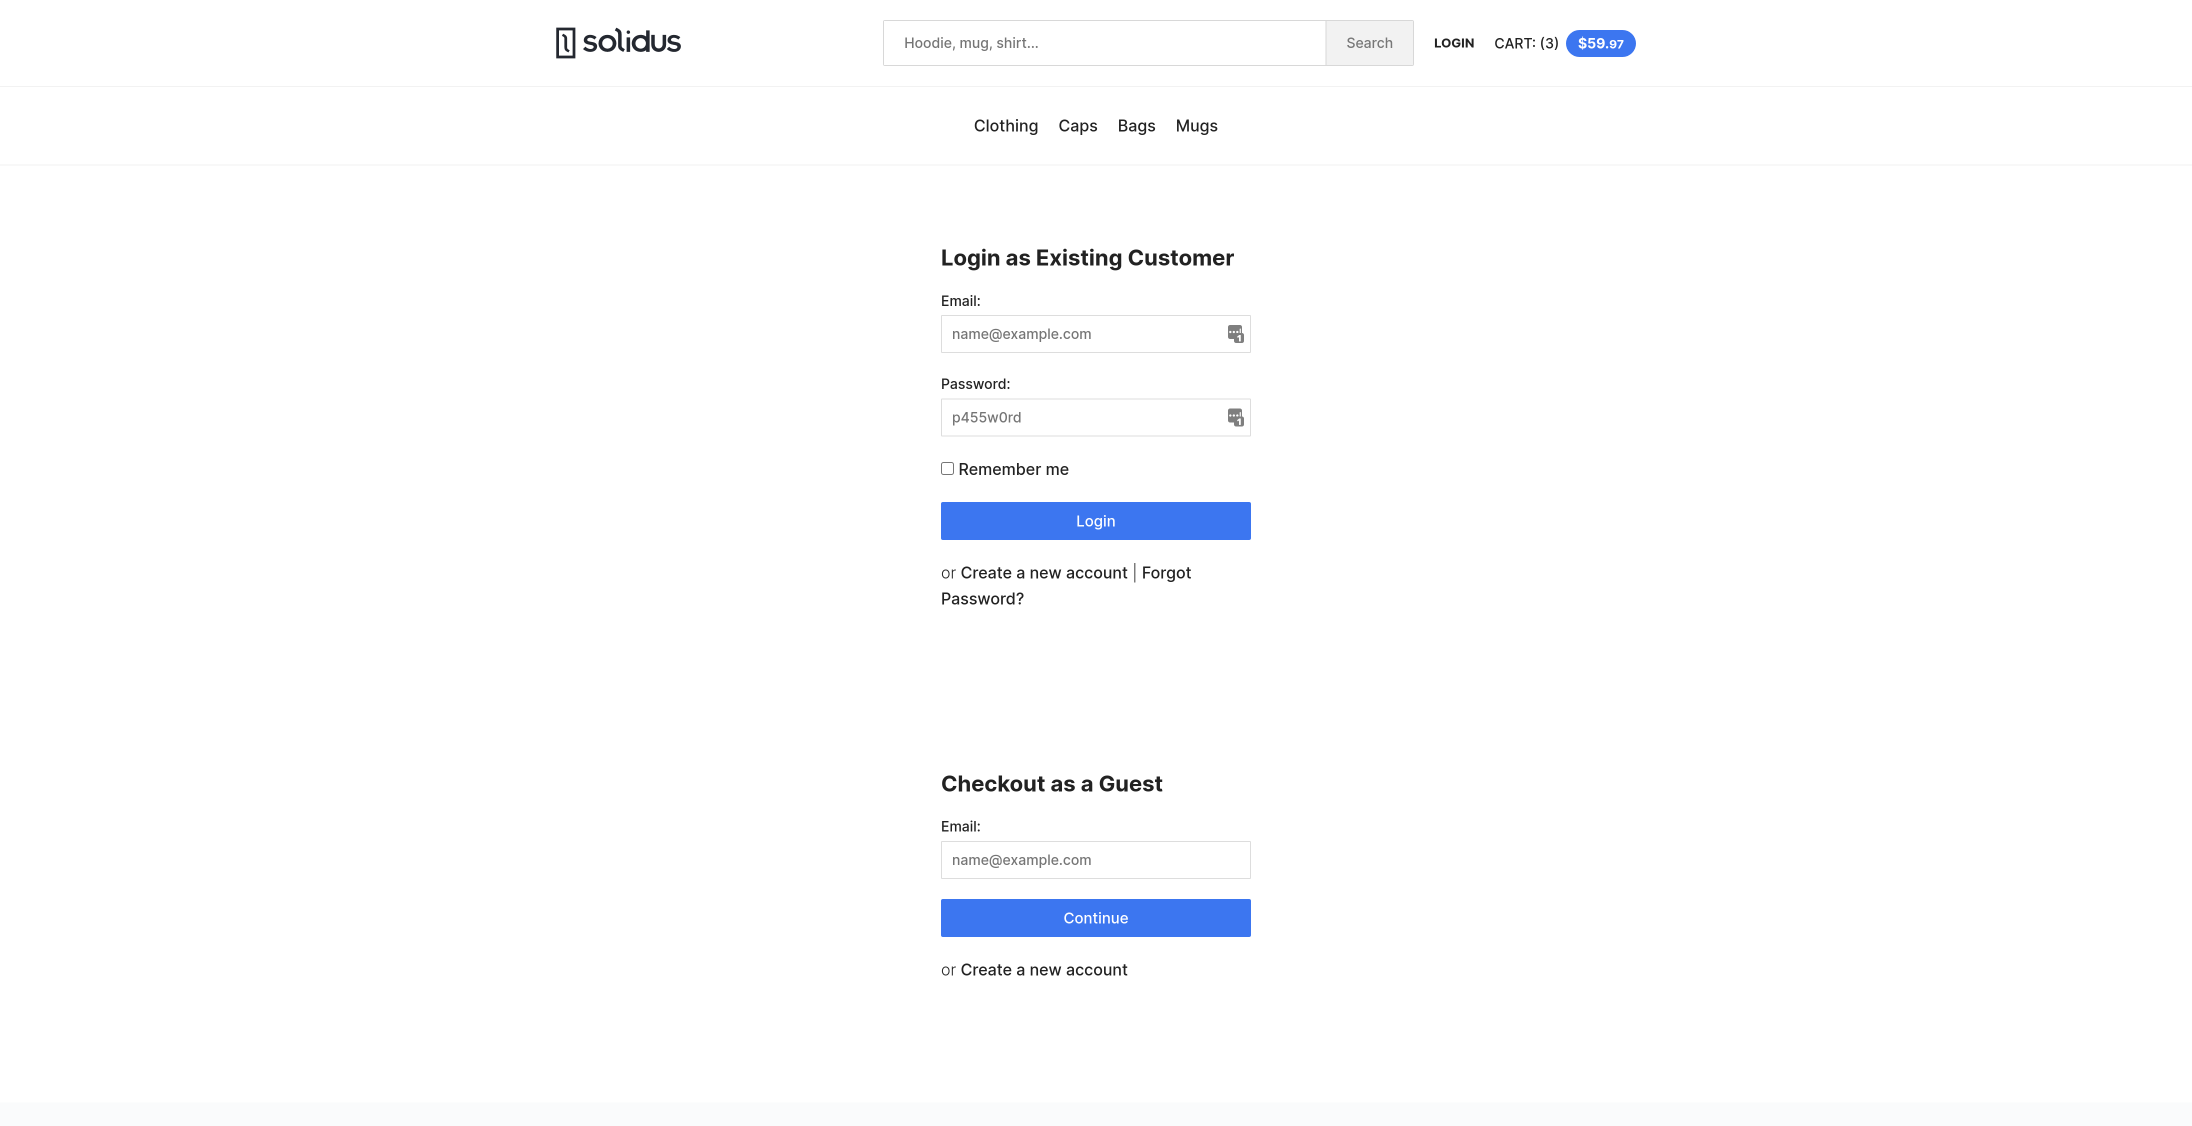 solidus
Hoodie, mug, shirt...
Search
LOGIN
CART: (3)
$59.97
Clothing
Caps
Bags
Mugs
Login as Existing Customer
Email:
name@example.com
Password:
p455w0rd
Remember me
Login
or Create a new account | Forgot
Password?
Checkout as a Guest
Email:
name@example.com
Continue
or Create a new account